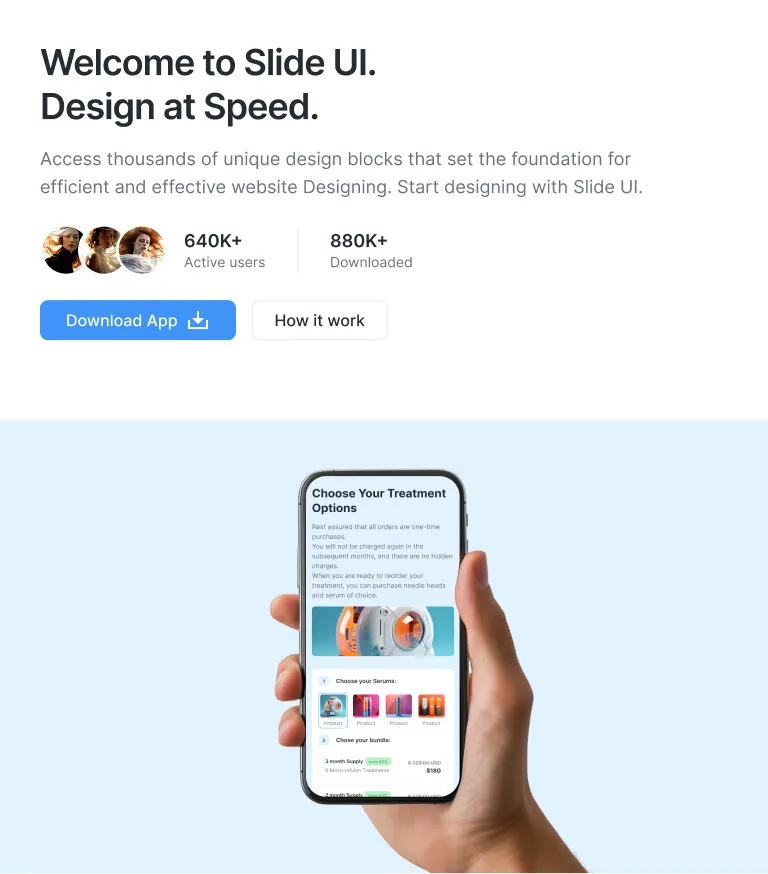 Welcome to Slide UI.
Design at Speed.
Access thousands of unique design blocks that set the foundation for
efficient and effective website Designing. Start designing with Slide UI.
640K+
Active users
880K+
Downloaded
Download App
How it work
Choose Your Treatment
Options
Rest assured that all orders are one-time
purchases.
You will not be charged again in the
subsequent months, and there are no hidden
charges.
When you are ready to reorder your
treatment, you can purchase needle heads
and serum of choice.
1 Choose your Serums:
Product Product Product Product
2 Chose your bundle:
3 month Supply $ 329.00 USD
6 Micro-infusion Treatments $180
2 month Supply